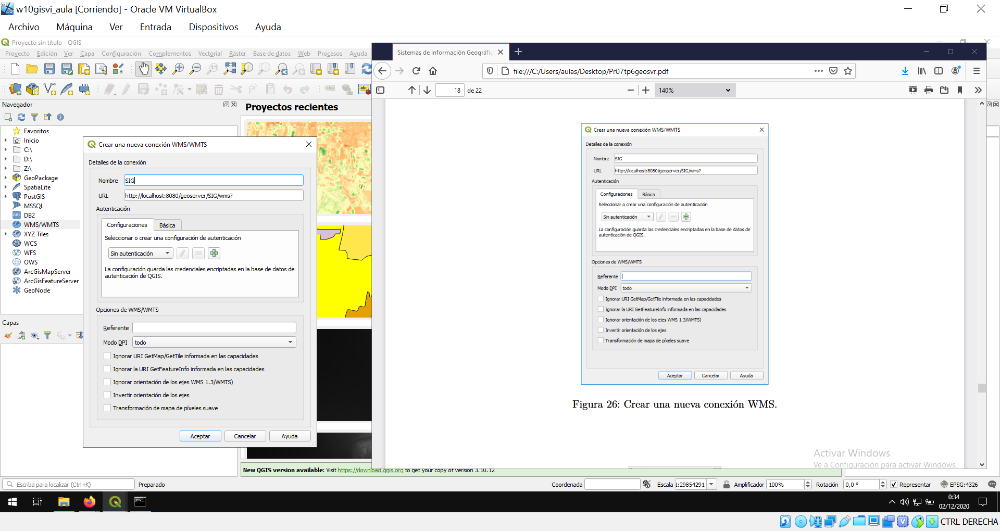 w10gisvi_aula [Corriendo] - Oracle VM VirtualBox
Archivo Máquina Ver Entrada Dispositivos Ayuda
Proyecto sin título - QGIS
Proyecto Edición Ver Capa Configuración Complementos Vectorial Ráster Base de datos Web Procesos Ayuda
Navegador
Favoritos
Inicio
C:\
D:\
Z:\
GeoPackage
SpatiaLite
PostGIS
MSSQL
DB2
WMS/WMTS
XYZ Tiles
WCS
WFS
OWS
ArcGisMapServer
ArcGisFeatureServer
GeoNode
Capas
Proyectos recientes
Crear una nueva conexión WMS/WMTS
Detalles de la conexión
Nombre SIG
URL http://localhost:8080/geoserver/SIG/wms?
Autenticación
Configuraciones Básica
Seleccionar o crear una configuración de autenticación
Sin autenticación
La configuración guarda las credenciales encriptadas en la base de datos de
autenticación de QGIS.
Opciones de WMS/WMTS
Referente
Modo DPI todo
Ignorar URI GetMap/GetTile informada en las capacidades
Ignorar la URI GetFeatureInfo informada en las capacidades
Ignorar orientación de los ejes WMS 1.3/WMTS)
Invertir orientación de los ejes
Transformación de mapa de píxeles suave
Aceptar Cancelar Ayuda
Sistemas de Información Geográfic
file:///C:/Users/aulas/Desktop/Pr07tp6geosvr.pdf
18 de 22
140%
Crear una nueva conexión WMS/WMTS
Detalles de la conexión
Nombre SIG
URL http://localhost:8080/geoserver/SIG/wms?
Autenticación
Configuraciones Básica
Seleccionar o crear una configuración de autenticación
Sin autenticación
La configuración guarda las credenciales encriptadas en la base de datos de
autenticación de QGIS.
Opciones de WMS/WMTS
Referente
Modo DPI todo
Ignorar URI GetMap/GetTile informada en las capacidades
Ignorar la URI GetFeatureInfo informada en las capacidades
Ignorar orientación de los ejes WMS 1.3/WMTS)
Invertir orientación de los ejes
Transformación de mapa de píxeles suave
Aceptar Cancelar Ayuda
Figura 26: Crear una nueva conexión WMS.
Activar Windows
Ve a Configuración para activar Windows.
New QGIS version available: Visit https://download.qgis.org to get your copy of version 3.10.12
Escriba para localizar (Ctrl+K) Preparado Coordenada Escala 1:29854291 Amplificador 100% Rotación 0,0 ° Representar EPSG:4326
0:34
02/12/2020
CTRL DERECHA